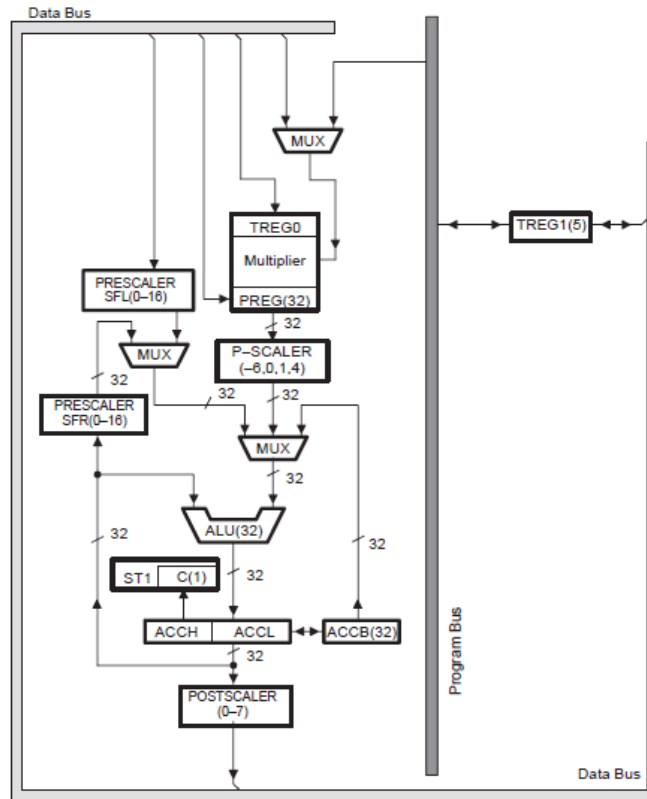 Data Bus
MUX
TREG0
Multiplier
PREG(32)
TREG1(5)
PRESCALER
SFL(0–16)
32
MUX
P–SCALER
(–6,0,1,4)
32
32
32
PRESCALER
SFR(0–16)
MUX
32
ALU(32)
32
32
ST1
C(1)
32
ACCH
ACCL
ACCB(32)
32
POSTSCALER
(0–7)
Program Bus
Data Bus